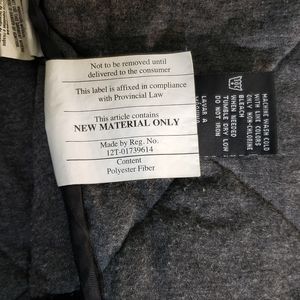 Not to be removed until
delivered to the consumer
This label is affixed in compliance
with Provincial Law
This article contains
NEW MATERIAL ONLY
Made by Reg. No.
12T-01739614
Content
Polyester Fiber
MACHINE WASH COLD
WITH LIKE COLORS
ONLY NON-CHLORINE
BLEACH
WHEN NEEDED
TUMBLE DRY LOW
DO NOT IRON
LAVAR A